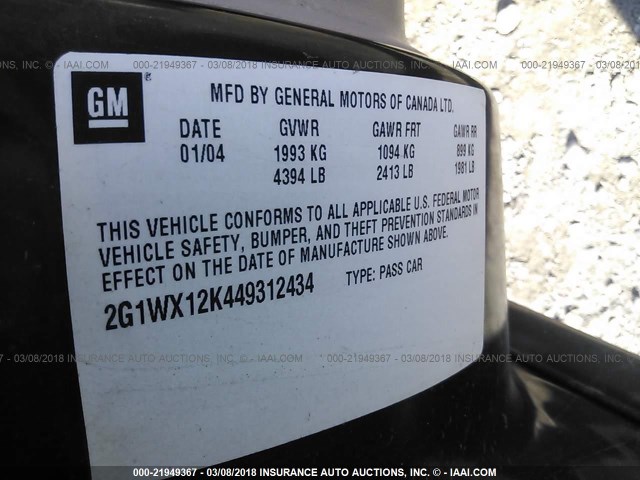 000-21949367 - 03/08/2018 INSURANCE AUTO AUCTIONS, INC. © - IAAI.COM
GM ®
MFD BY GENERAL MOTORS OF CANADA LTD.
DATE GVWR GAWR FRT GAWR RR
01/04 1993 KG 1094 KG 899 KG
4394 LB 2413 LB 1981 LB
THIS VEHICLE CONFORMS TO ALL APPLICABLE U.S. FEDERAL MOTOR
VEHICLE SAFETY, BUMPER, AND THEFT PREVENTION STANDARDS IN
EFFECT ON THE DATE OF MANUFACTURE SHOWN ABOVE.
2G1WX12K449312434 TYPE: PASS CAR
000-21949367 - 03/08/2018 INSURANCE AUTO AUCTIONS, INC. © - IAAI.COM